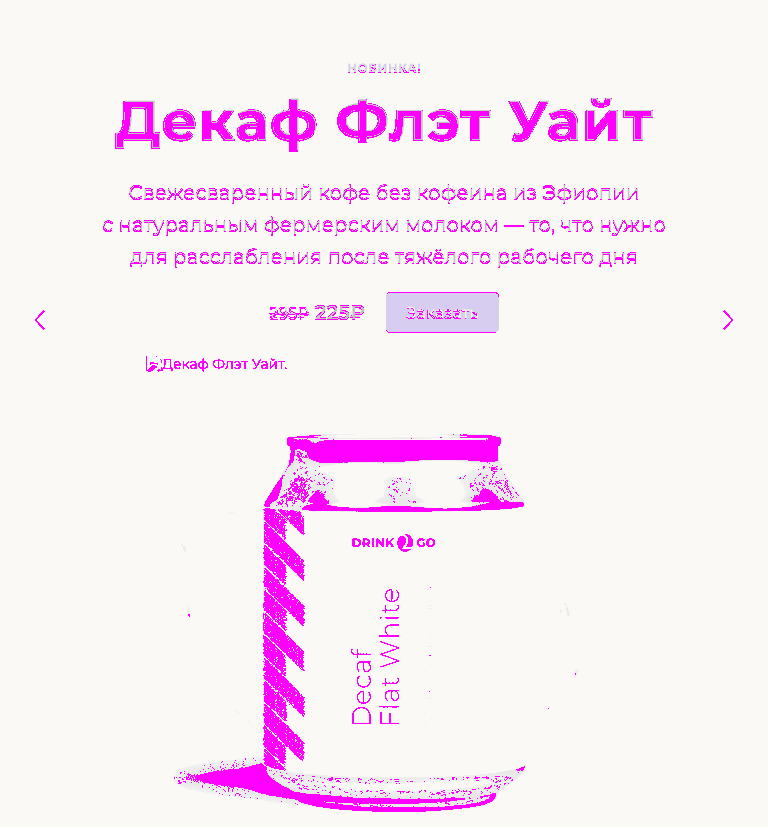 НОВИНКА!
Декаф Флэт Уайт
Свежесваренный кофе без кофеина из Эфиопии
с натуральным фермерским молоком — то, что нужно
для расслабления после тяжёлого рабочего дня
295₽ 225₽ Заказать
Декаф Флэт Уайт.
DRINK 2 GO
Decaf
Flat White